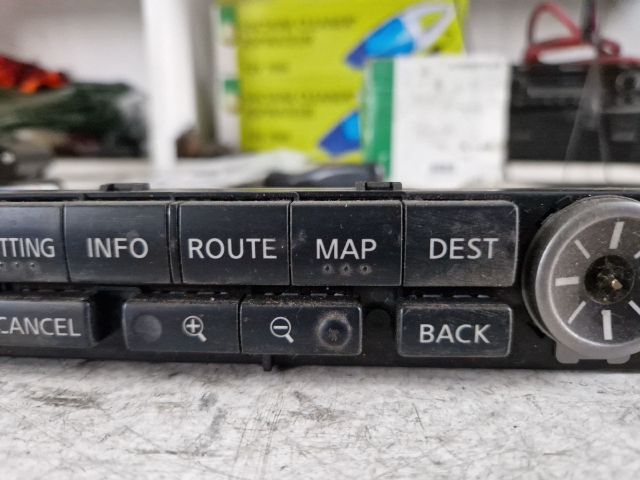 TTING INFO ROUTE MAP DEST
CANCEL BACK